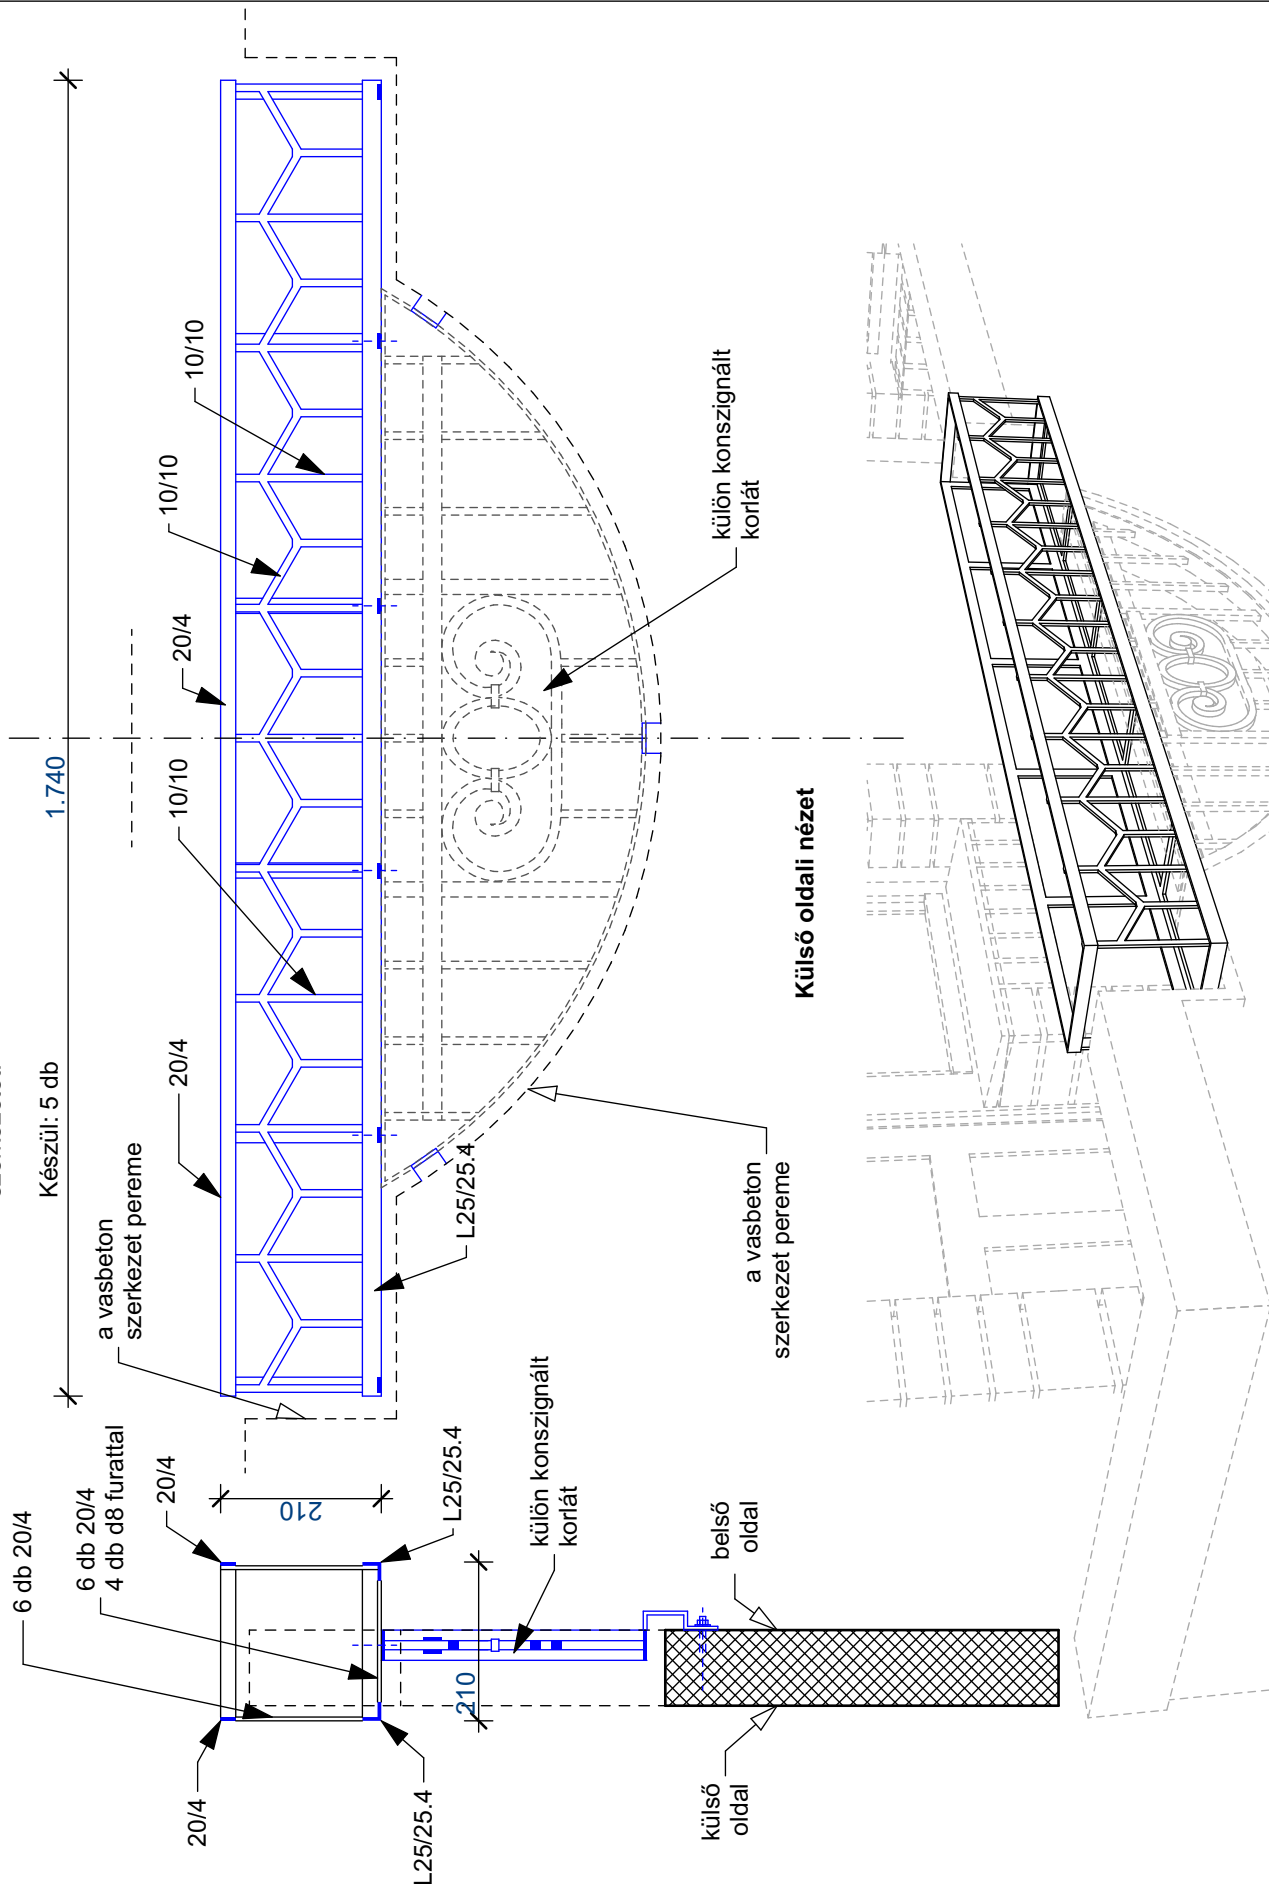 Készül: 5 db
1.740
20/4
10/10
20/4
10/10
10/10
a vasbeton
szerkezet pereme
L25/25.4
külön konszignált
korlát
a vasbeton
szerkezet pereme
Külső oldali nézet
6 db 20/4
6 db 20/4
4 db d8 furattal
20/4
20/4
210
L25/25.4
L25/25.4
210
külön konszignált
korlát
belső
oldal
külső
oldal